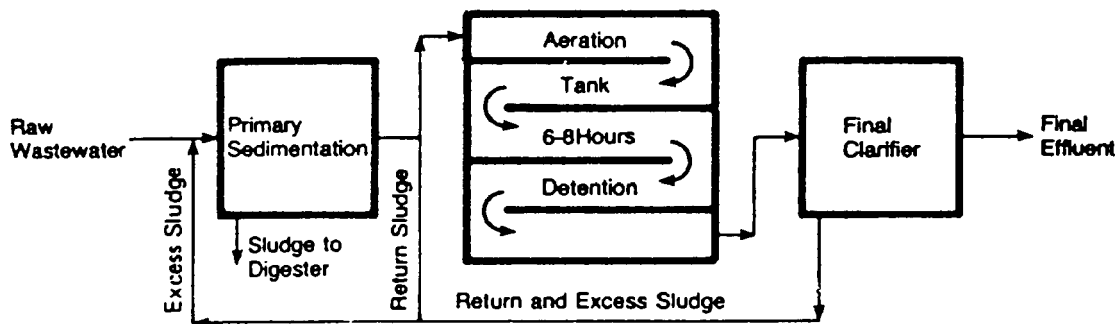 Raw
Wastewater
Excess Sludge
Primary
Sedimentation
Sludge to
Digester
Return Sludge
Aeration
Tank
6-8Hours
Detention
Return and Excess Sludge
Final
Clarifier
Final
Effluent